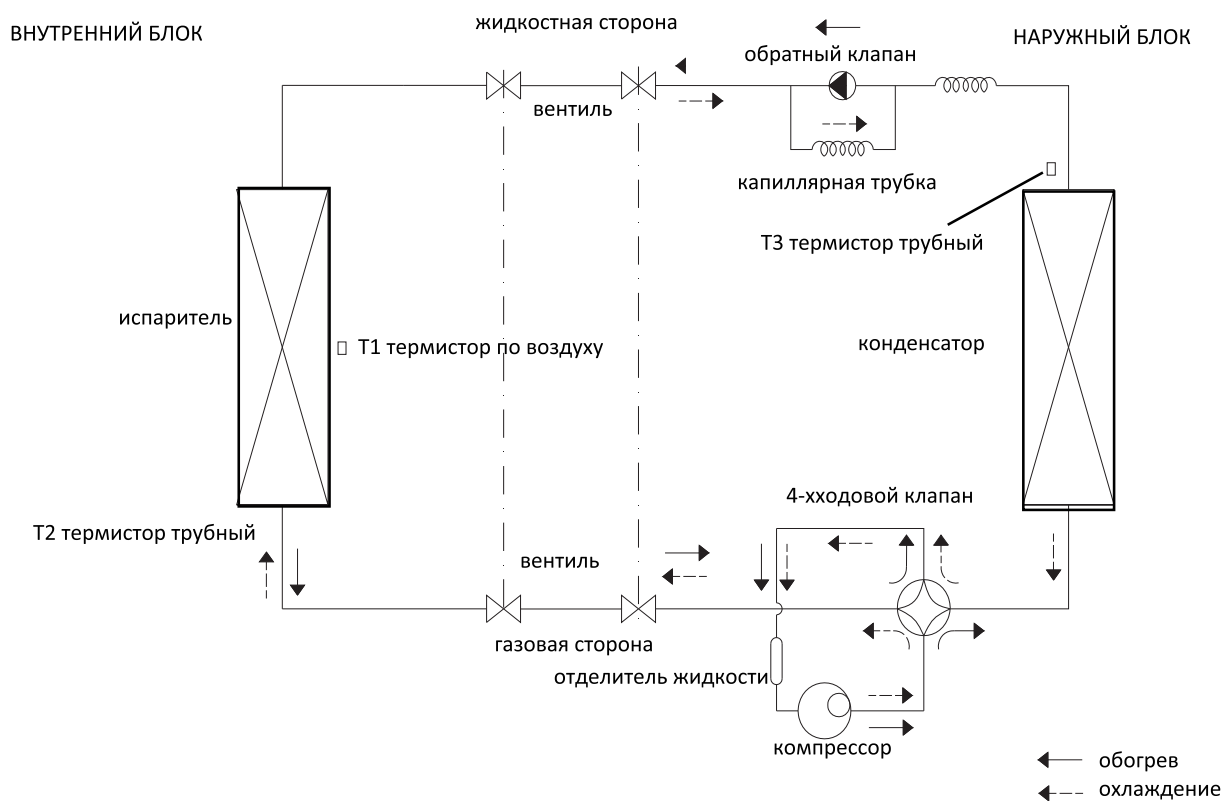 жидкостная сторона
ВНУТРЕННИЙ БЛОК
НАРУЖНЫЙ БЛОК
обратный клапан
вентиль
капиллярная трубка
Т3 термистор трубный
испаритель
Т1 термистор по воздуху
конденсатор
4-хходовой клапан
Т2 термистор трубный
вентиль
газовая сторона
отделитель жидкости
компрессор
обогрев
охлаждение